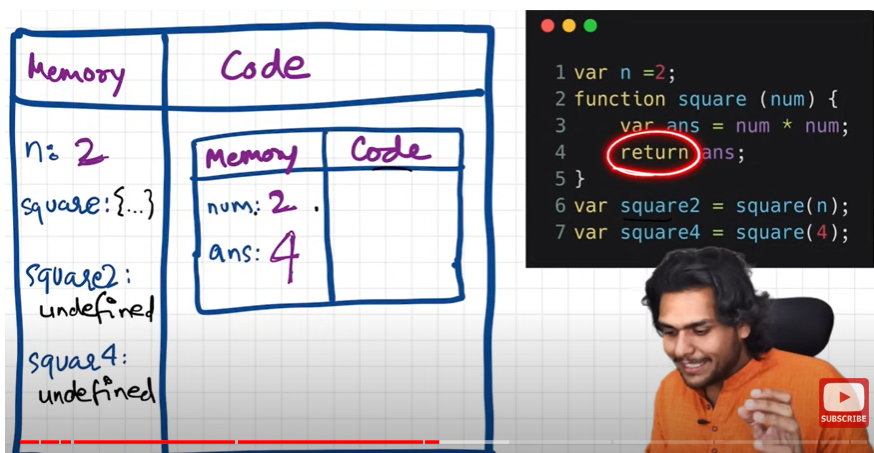 Memory
Code
n: 2
square: {...}
square2:
undefined
squar4:
undefined
Memory
Code
num: 2
ans: 4
1 var n =2;
2 function square (num) {
3 var ans = num * num;
4 return ans;
5 }
6 var square2 = square(n);
7 var square4 = square(4);
SUBSCRIBE